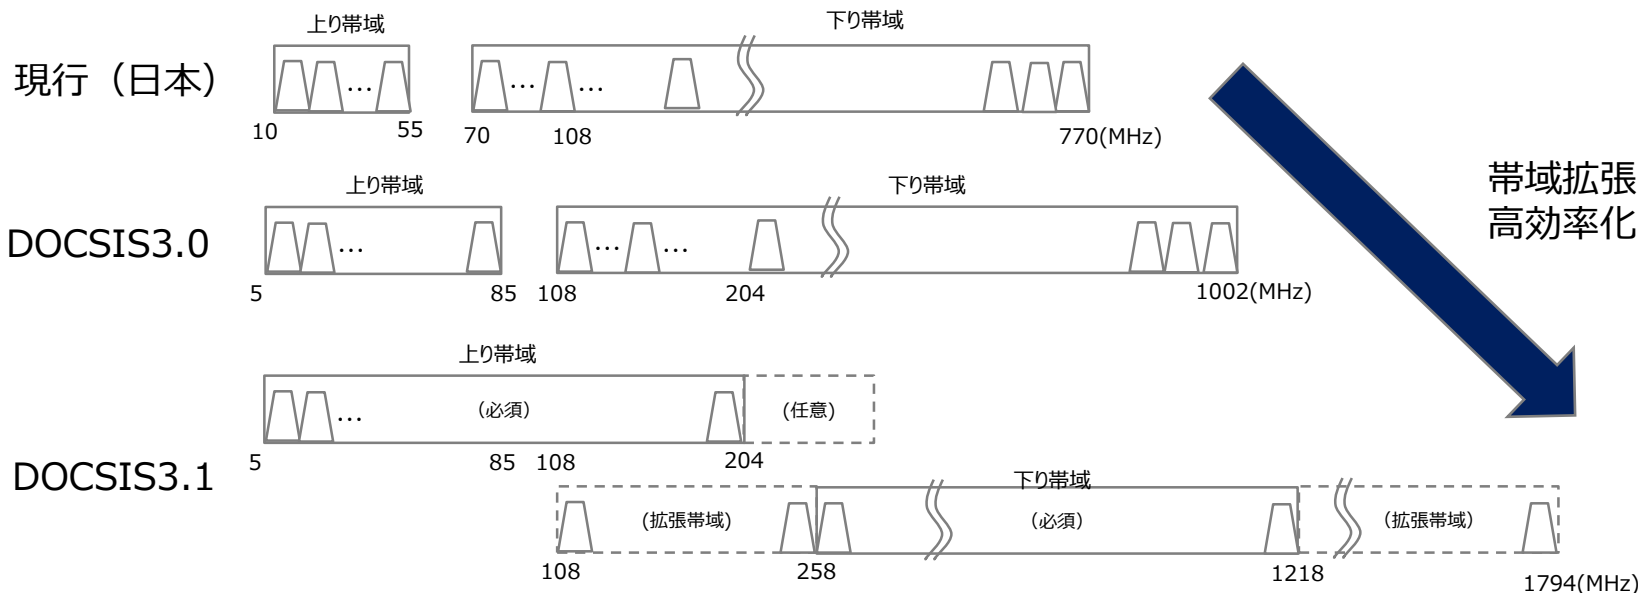 上り帯域
下り帯域
現行（日本）
… … …
10 55 70 108 770(MHz)
上り帯域
下り帯域
帯域拡張
高効率化
DOCSIS3.0
… … …
5 85 108 204 1002(MHz)
上り帯域
… （必須） (任意)
5 85 108 204
DOCSIS3.1
下り帯域
(拡張帯域) （必須） （拡張帯域）
108 258 1218 1794(MHz)